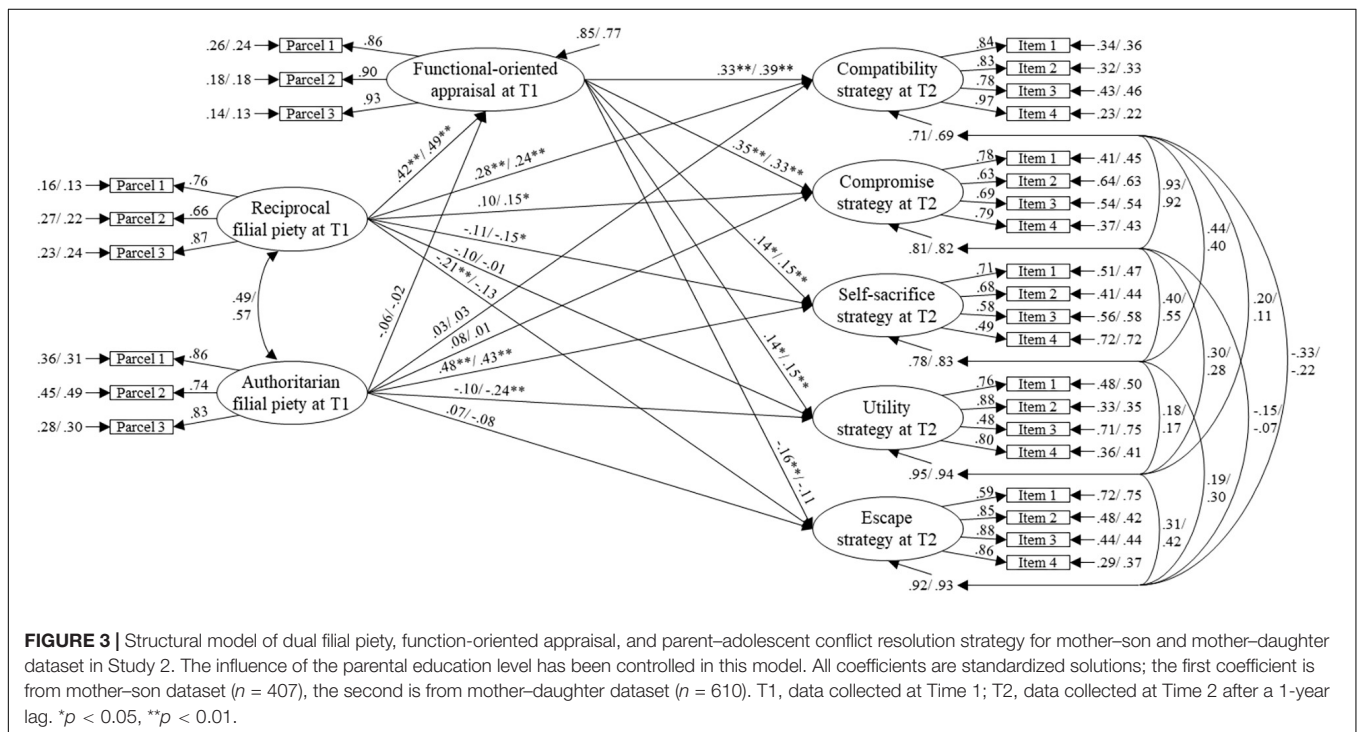 .26/ .24 Parcel 1 .86
.18/ .18 Parcel 2 .90
.14/ .13 Parcel 3 .93
Functional-oriented
appraisal at T1
.85/ .77
.16/ .13 Parcel 1 .76
.27/ .22 Parcel 2 .66
.23/ .24 Parcel 3 .87
Reciprocal
filial piety at T1
.49/
.57
.36/ .31 Parcel 1 .86
.45/ .49 Parcel 2 .74
.28/ .30 Parcel 3 .83
Authoritarian
filial piety at T1
.42**/ .49**
-.06/ -.02
.33**/ .39**
.28**/ .24**
.35**/ .33**
.10/ .15*
-.11/ -.15*
.14*/ .15**
-.10/ -.01
-.21**/ -.13
.03/ .03
.08/ .01
.48**/ .43**
.14*/ .15**
-.10/ -.24**
.07/ -.08
-.16**/ -.11
Compatibility
strategy at T2
.84 Item 1 .34/ .36
.83 Item 2 .32/ .33
.78 Item 3 .43/ .46
.97 Item 4 .23/ .22
.71/ .69
Compromise
strategy at T2
.78 Item 1 .41/ .45
.63 Item 2 .64/ .63
.69 Item 3 .54/ .54
.79 Item 4 .37/ .43
.81/ .82
Self-sacrifice
strategy at T2
.71 Item 1 .51/ .47
.68 Item 2 .41/ .44
.58 Item 3 .56/ .58
.49 Item 4 .72/ .72
.78/ .83
Utility
strategy at T2
.76 Item 1 .48/ .50
.88 Item 2 .33/ .35
.48 Item 3 .71/ .75
.80 Item 4 .36/ .41
.95/ .94
Escape
strategy at T2
.59 Item 1 .72/ .75
.85 Item 2 .48/ .42
.88 Item 3 .44/ .44
.86 Item 4 .29/ .37
.92/ .93
.93/
.92
.44/
.40
.40/
.55
.20/
.11
-.33/
-.22
.30/
.28
.18/
.17
-.15/
-.07
.19/
.30
.31/
.42
FIGURE 3 | Structural model of dual filial piety, function-oriented appraisal, and parent–adolescent conflict resolution strategy for mother–son and mother–daughter
dataset in Study 2. The influence of the parental education level has been controlled in this model. All coefficients are standardized solutions; the first coefficient is
from mother–son dataset (n = 407), the second is from mother–daughter dataset (n = 610). T1, data collected at Time 1; T2, data collected at Time 2 after a 1-year
lag. *p < 0.05, **p < 0.01.